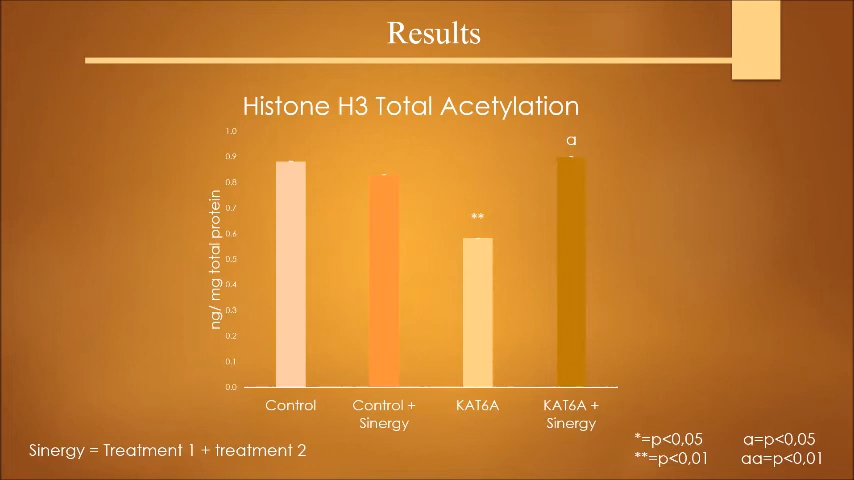 Results
Histone H3 Total Acetylation
ng/ mg total protein
1.0
0.9
0.8
0.7
0.6
0.5
0.4
0.3
0.2
0.1
0.0
**
a
Control
Control +
Sinergy
KAT6A
KAT6A +
Sinergy
Sinergy = Treatment 1 + treatment 2
*=p<0,05 a=p<0,05
**=p<0,01 aa=p<0,01